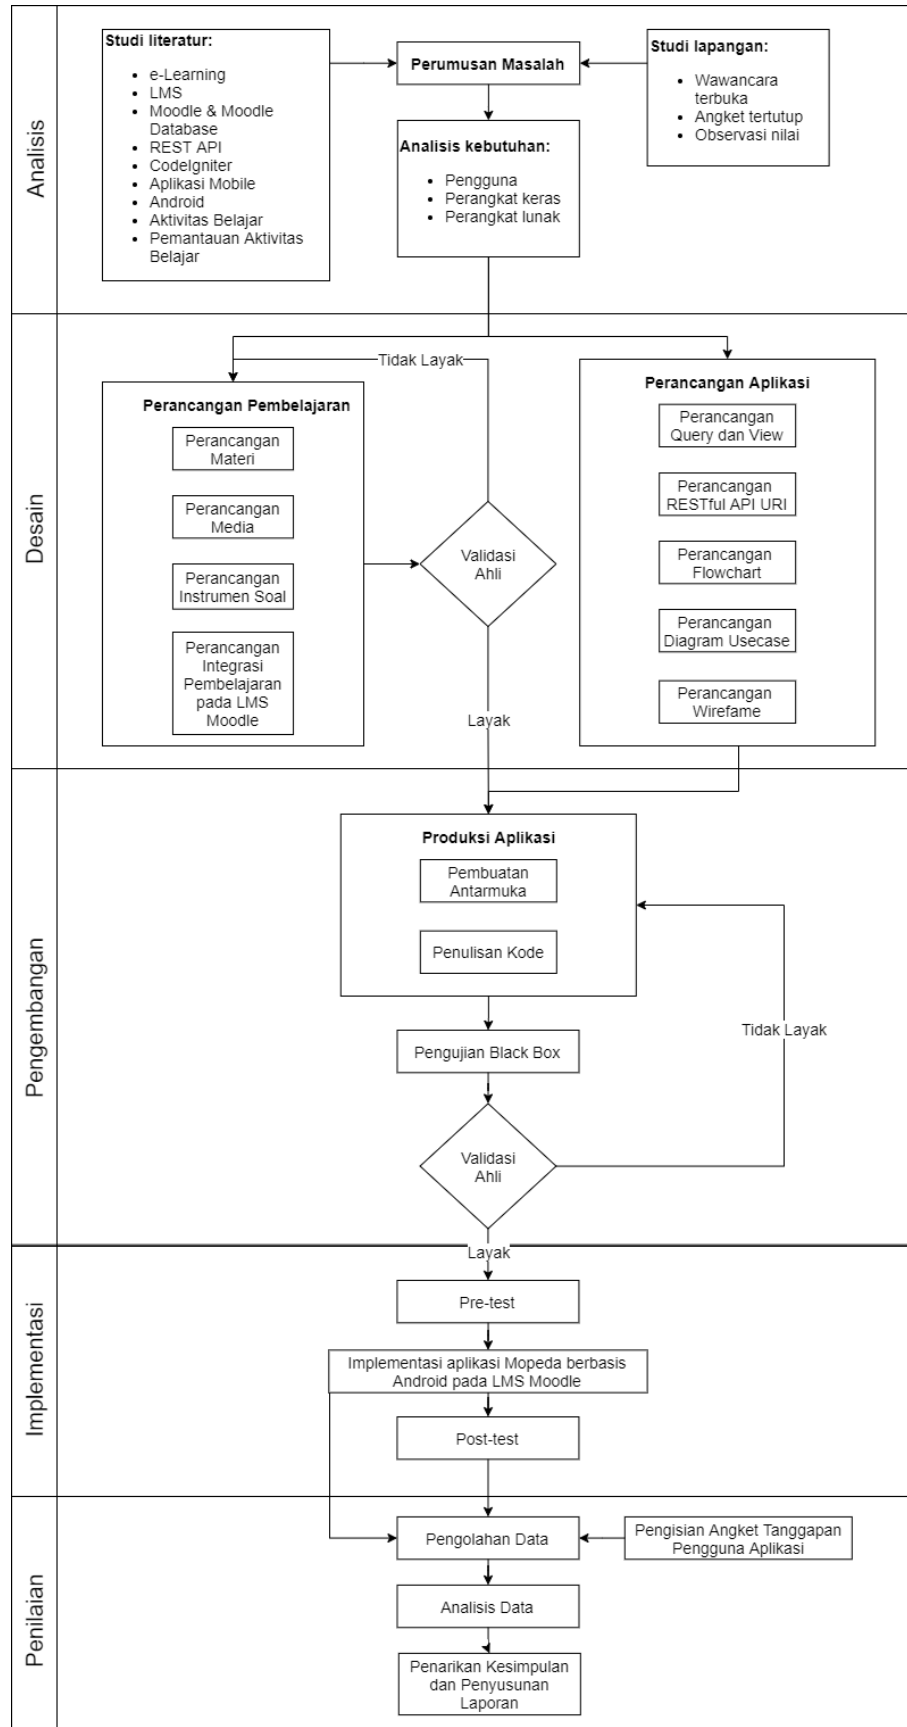 Analisis
Studi literatur:
• e-Learning
• LMS
• Moodle & Moodle
Database
• REST API
• CodeIgniter
• Aplikasi Mobile
• Android
• Aktivitas Belajar
• Pemantauan Aktivitas
Belajar
Perumusan Masalah
Studi lapangan:
• Wawancara
terbuka
• Angket tertutup
• Observasi nilai
Analisis kebutuhan:
• Pengguna
• Perangkat keras
• Perangkat lunak
Desain
Tidak Layak
Perancangan Pembelajaran
Perancangan
Materi
Perancangan
Media
Perancangan
Instrumen Soal
Perancangan
Integrasi
Pembelajaran
pada LMS
Moodle
Validasi
Ahli
Layak
Perancangan Aplikasi
Perancangan
Query dan View
Perancangan
RESTful API URI
Perancangan
Flowchart
Perancangan
Diagram Usecase
Perancangan
Wirefame
Pengembangan
Produksi Aplikasi
Pembuatan
Antarmuka
Penulisan Kode
Pengujian Black Box
Tidak Layak
Validasi
Ahli
Layak
Implementasi
Pre-test
Implementasi aplikasi Mopeda berbasis
Android pada LMS Moodle
Post-test
Penilaian
Pengolahan Data
Pengisian Angket Tanggapan
Pengguna Aplikasi
Analisis Data
Penarikan Kesimpulan
dan Penyusunan
Laporan